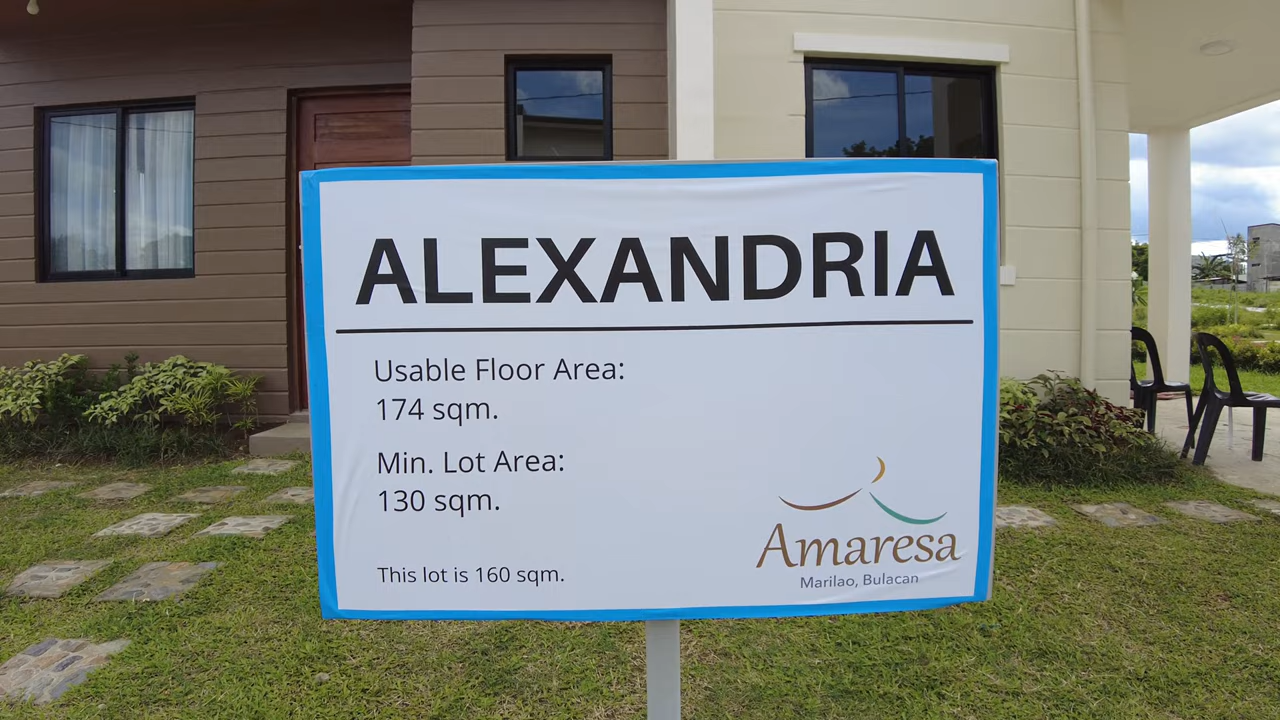 ALEXANDRIA
Usable Floor Area:
174 sqm.
Min. Lot Area:
130 sqm.
This lot is 160 sqm.
Amaresa
Marilao, Bulacan